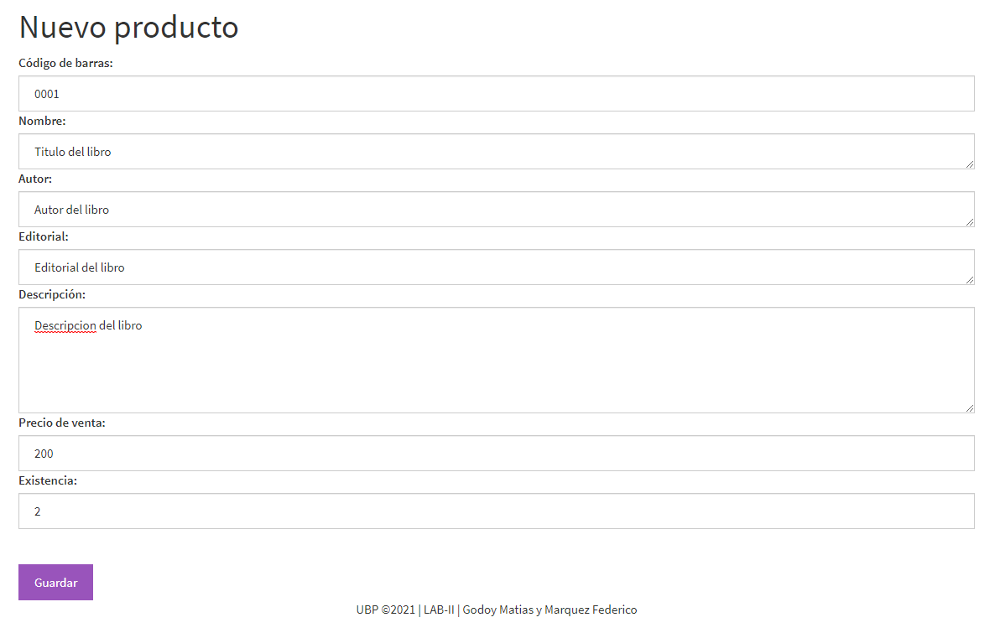 Nuevo producto
Código de barras:
0001
Nombre:
Titulo del libro
Autor:
Autor del libro
Editorial:
Editorial del libro
Descripción:
Descripcion del libro
Precio de venta:
200
Existencia:
2
Guardar
UBP ©2021 | LAB-II | Godoy Matias y Marquez Federico